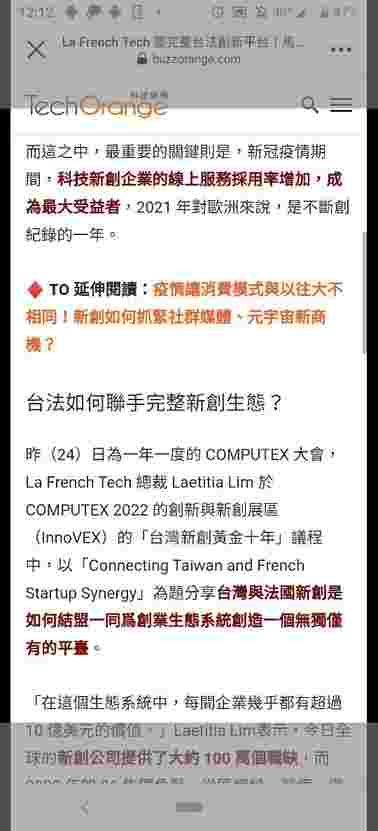 12:12
La French Tech 要完整台法創新平台！馬...
buzzorange.com
TechOrange
科技報橘
而這之中，最重要的關鍵則是，新冠疫情期
間，科技新創企業的線上服務採用率增加，成
為最大受益者，2021 年對歐洲來說，是不斷創
紀錄的一年。
TO 延伸閱讀：疫情讓消費模式與以往大不
相同！新創如何抓緊社群媒體、元宇宙新商
機？
台法如何聯手完整新創生態？
昨（24）日為一年一度的 COMPUTEX 大會，
La French Tech 總裁 Laetitia Lim 於
COMPUTEX 2022 的創新與新創展區
（InnoVEX）的「台灣新創黃金十年」議程
中，以「Connecting Taiwan and French
Startup Synergy」為題分享台灣與法國新創是
如何結盟一同爲創業生態系統創造一個無獨僅
有的平臺。
「在這個生態系統中，每間企業幾乎都有超過
10 億美元的價值。」Laetitia Lim表示，今日全
球的新創公司提供了大約 100 萬個職缺，而